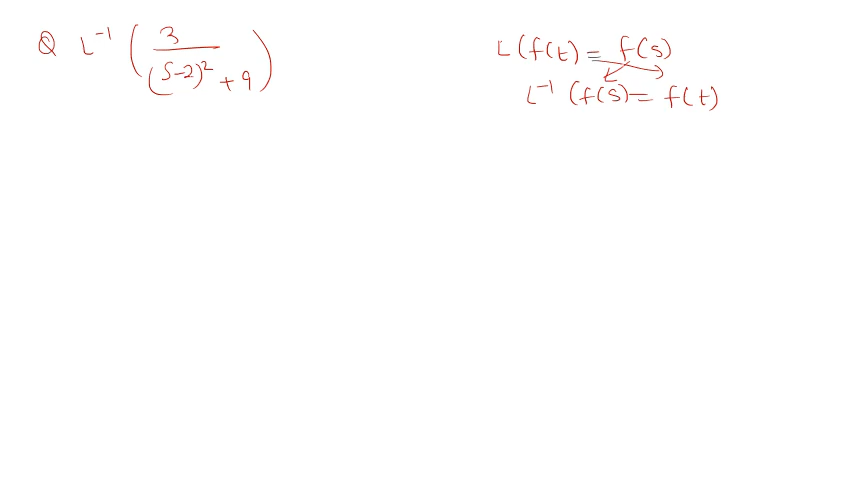 Q L⁻¹ ( 3 / (s-2)² + 9 )
L (f(t) = f(s)
L⁻¹ (f(s) = f(t)